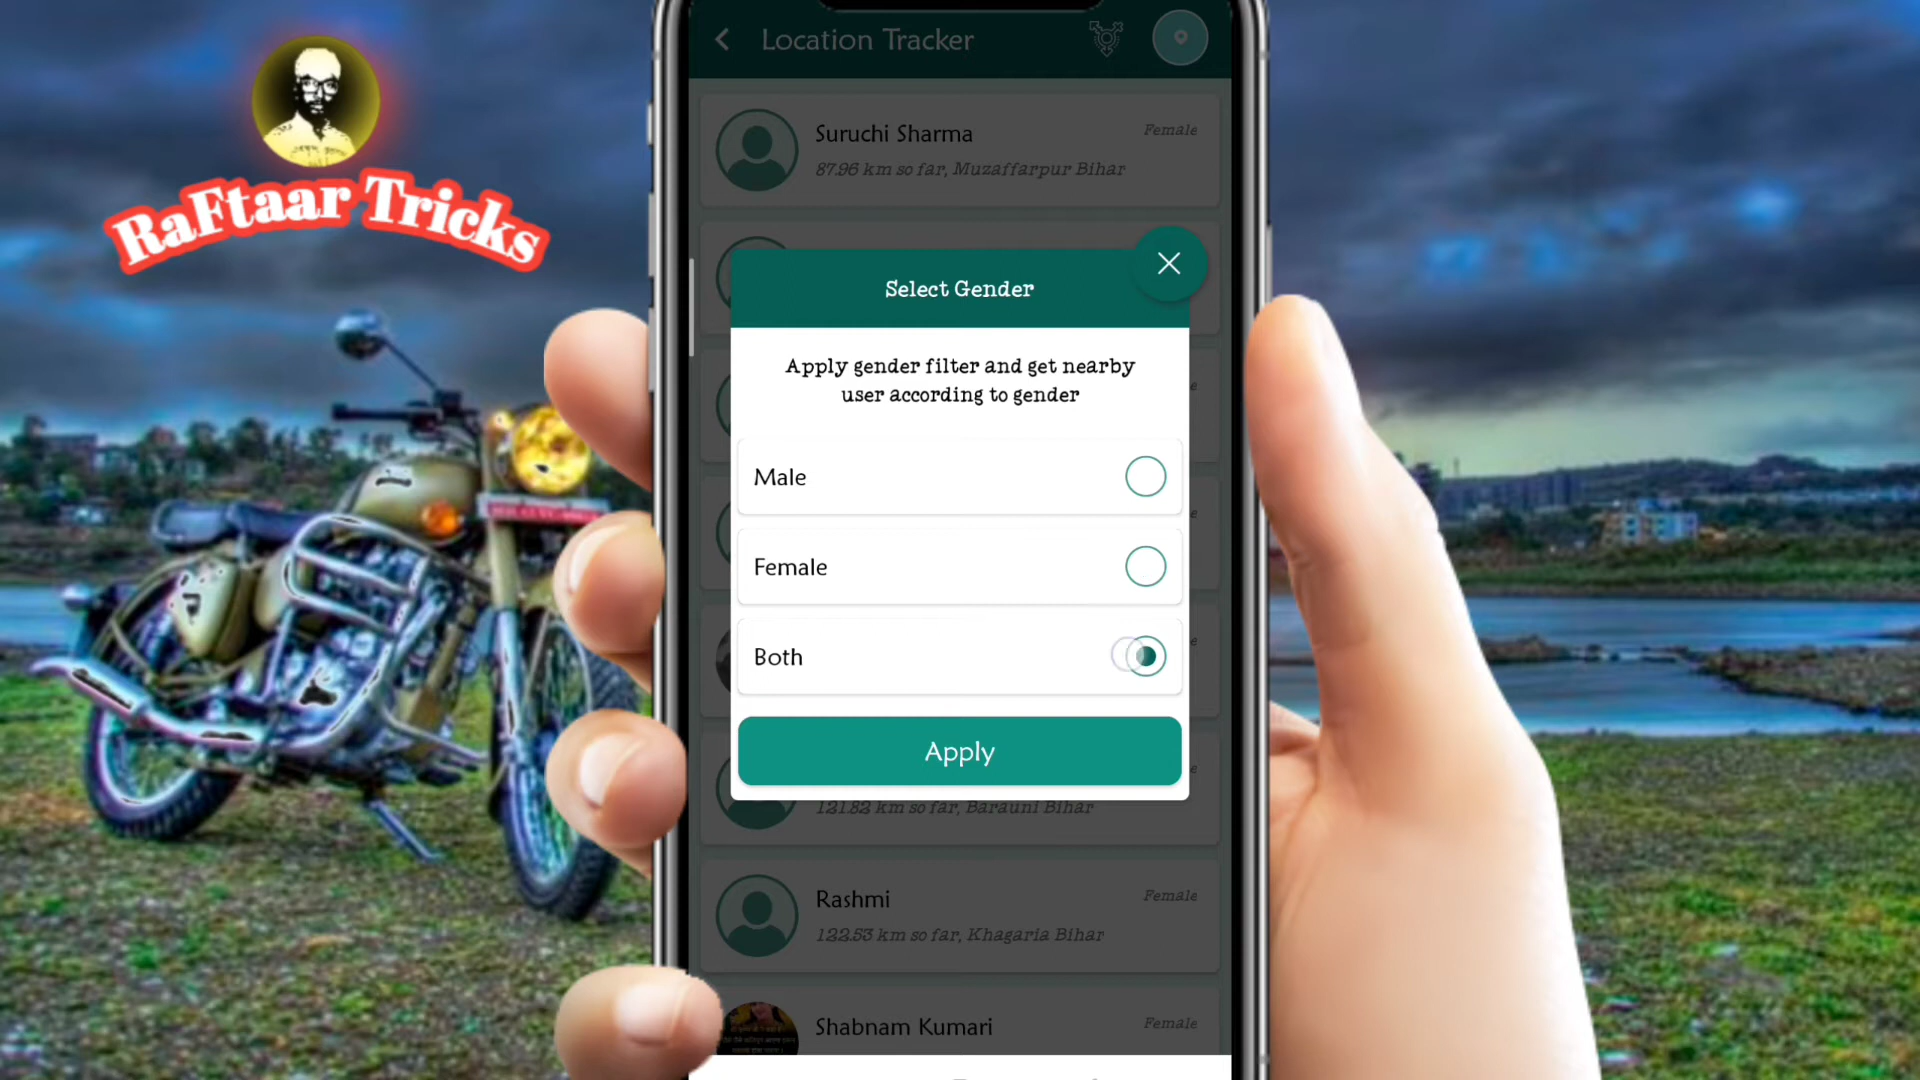 RaFtaar Tricks
Location Tracker
Suruchi Sharma
Female
87.96 km so far, Muzaffarpur Bihar
Select Gender
Apply gender filter and get nearby
user according to gender
Male
Female
Both
Apply
121.82 km so far, Barauni Bihar
Rashmi
Female
122.53 km so far, Khagaria Bihar
Shabnam Kumari
Female